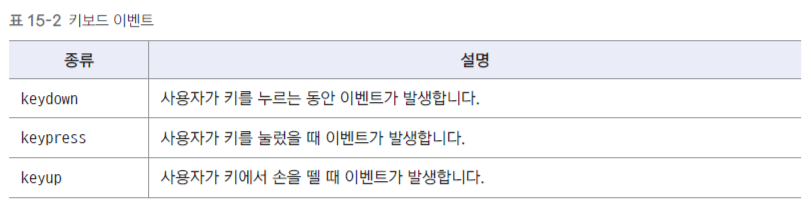 표 15-2 키보드 이벤트
종류 설명
keydown 사용자가 키를 누르는 동안 이벤트가 발생합니다.
keypress 사용자가 키를 눌렀을 때 이벤트가 발생합니다.
keyup 사용자가 키에서 손을 뗄 때 이벤트가 발생합니다.